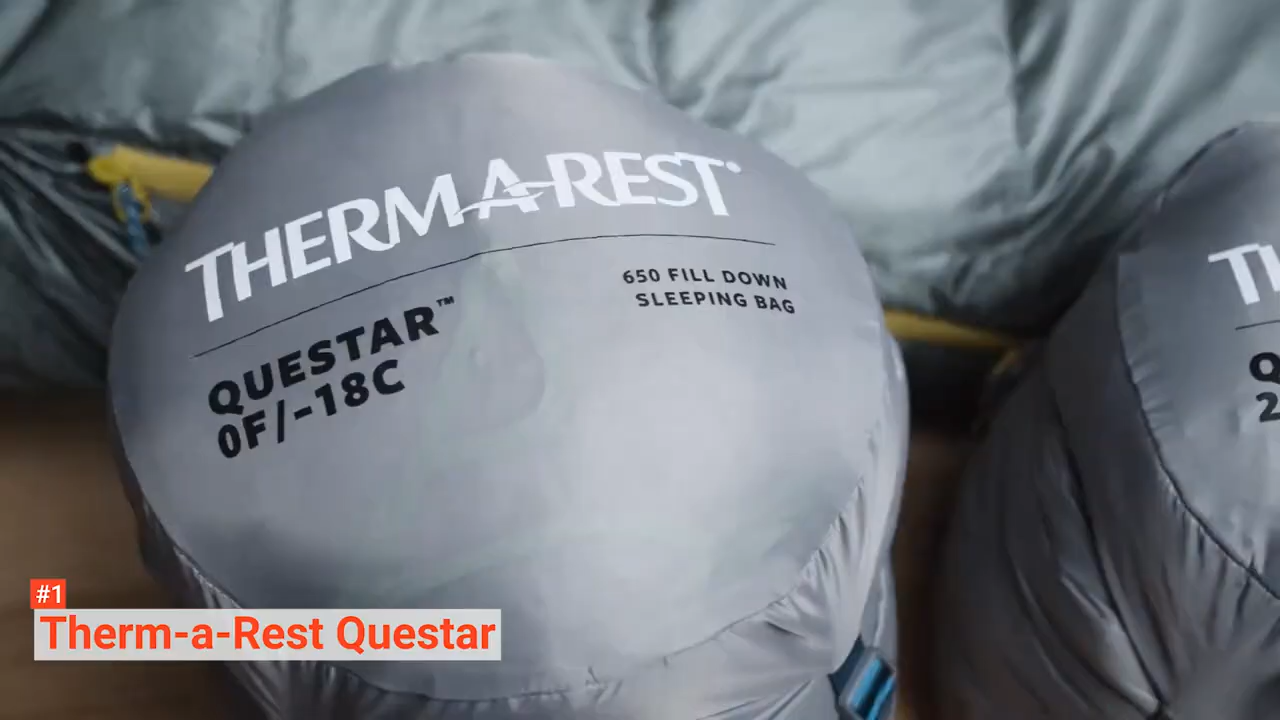 THERM-A-REST
650 FILL DOWN
SLEEPING BAG
QUESTAR™
0F/-18C
#1
Therm-a-Rest Questar